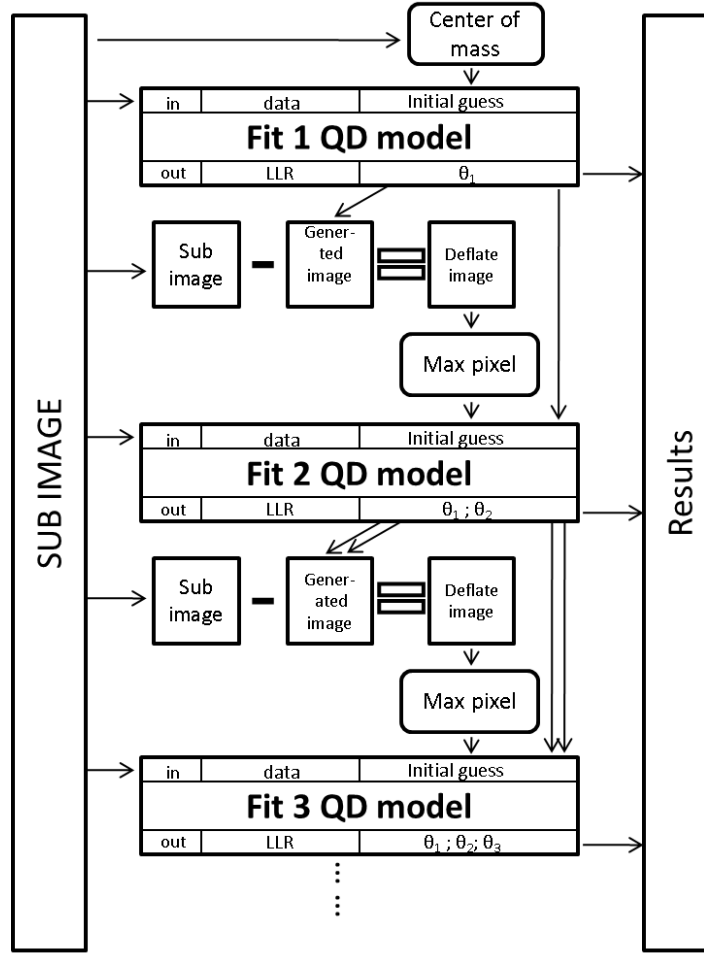 SUB IMAGE
Center of
mass
in data Initial guess
Fit 1 QD model
out LLR θ₁
Sub
image
-
Gener-
ted
image
=
Deflate
image
Max pixel
in data Initial guess
Fit 2 QD model
out LLR θ₁ ; θ₂
Sub
image
-
Gener-
ated
image
=
Deflate
image
Max pixel
in data Initial guess
Fit 3 QD model
out LLR θ₁ ; θ₂; θ₃
Results